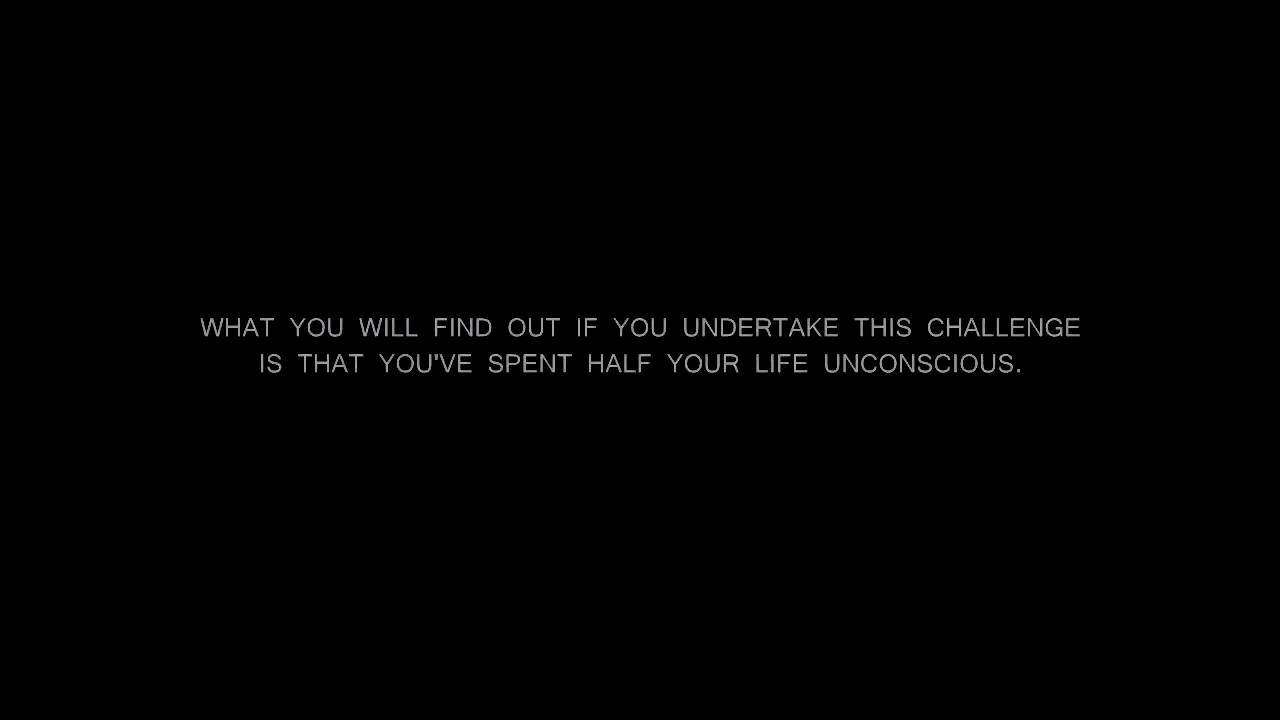 WHAT YOU WILL FIND OUT IF YOU UNDERTAKE THIS CHALLENGE
IS THAT YOU'VE SPENT HALF YOUR LIFE UNCONSCIOUS.